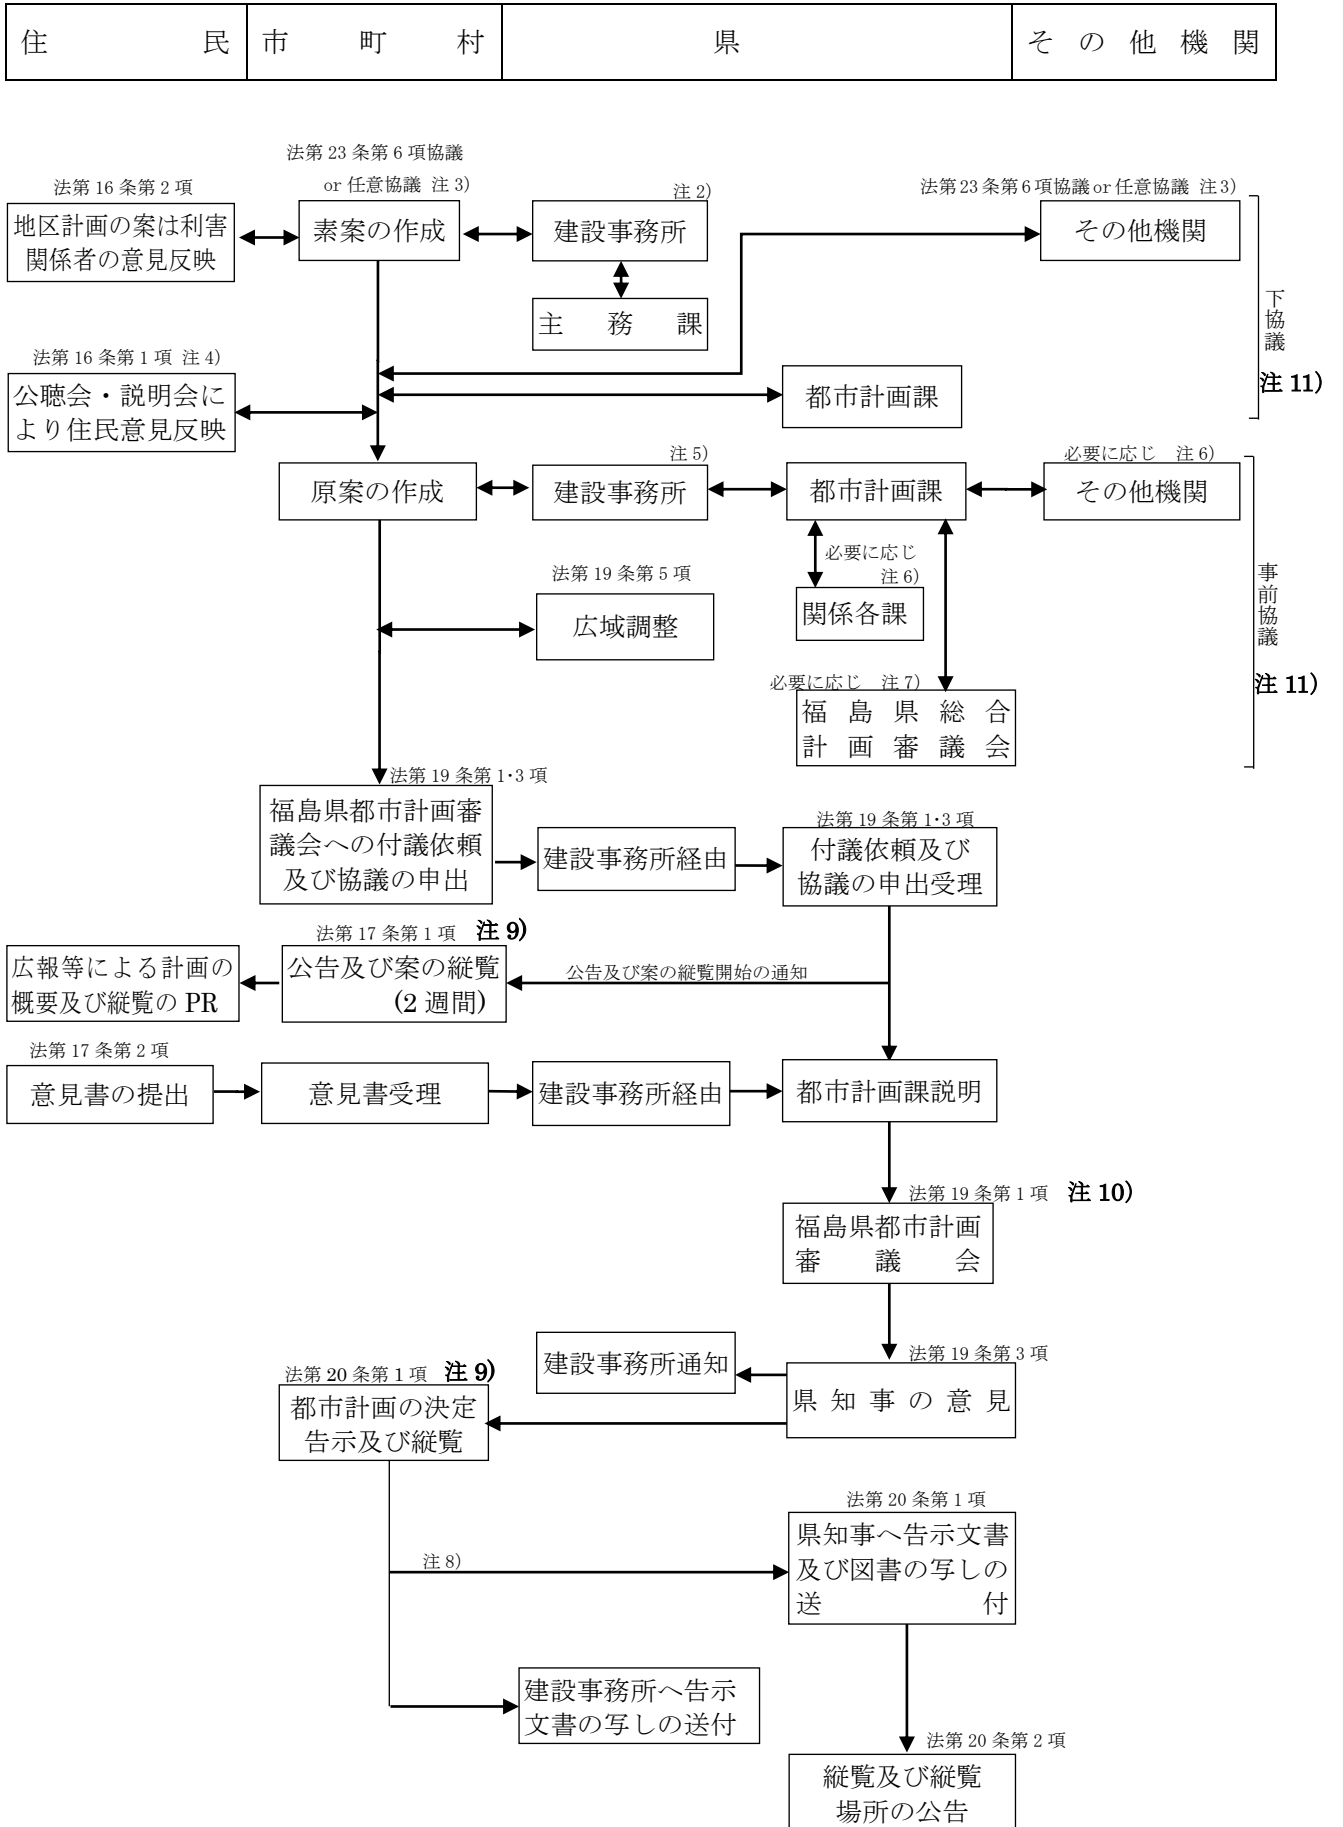 住民
市町村
県
その他機関
法第 23 条第 6 項協議
or 任意協議 注 3）
法第 16 条第 2 項
地区計画の案は利害
関係者の意見反映
素案の作成
注 2）
建設事務所
主務課
法第 23 条第 6 項協議 or 任意協議 注 3）
その他機関
下協議
注 11）
法第 16 条第 1 項 注 4）
公聴会・説明会に
より住民意見反映
都市計画課
原案の作成
注 5）
建設事務所
都市計画課
必要に応じ 注 6）
その他機関
必要に応じ
注 6）
関係各課
法第 19 条第 5 項
広域調整
必要に応じ 注 7）
福島県総合
計画審議会
事前協議
注 11）
法第 19 条第 1・3 項
福島県都市計画審
議会への付議依頼
及び協議の申出
建設事務所経由
法第 19 条第 1・3 項
付議依頼及び
協議の申出受理
法第 17 条第 1 項 注 9）
広報等による計画の
概要及び縦覧の PR
公告及び案の縦覧
(2 週間)
公告及び案の縦覧開始の通知
法第 17 条第 2 項
意見書の提出
意見書受理
建設事務所経由
都市計画課説明
法第 19 条第 1 項 注 10）
福島県都市計画
審議会
建設事務所通知
法第 19 条第 3 項
県知事の意見
法第 20 条第 1 項 注 9）
都市計画の決定
告示及び縦覧
注 8）
法第 20 条第 1 項
県知事へ告示文書
及び図書の写しの
送付
建設事務所へ告示
文書の写しの送付
法第 20 条第 2 項
縦覧及び縦覧
場所の公告